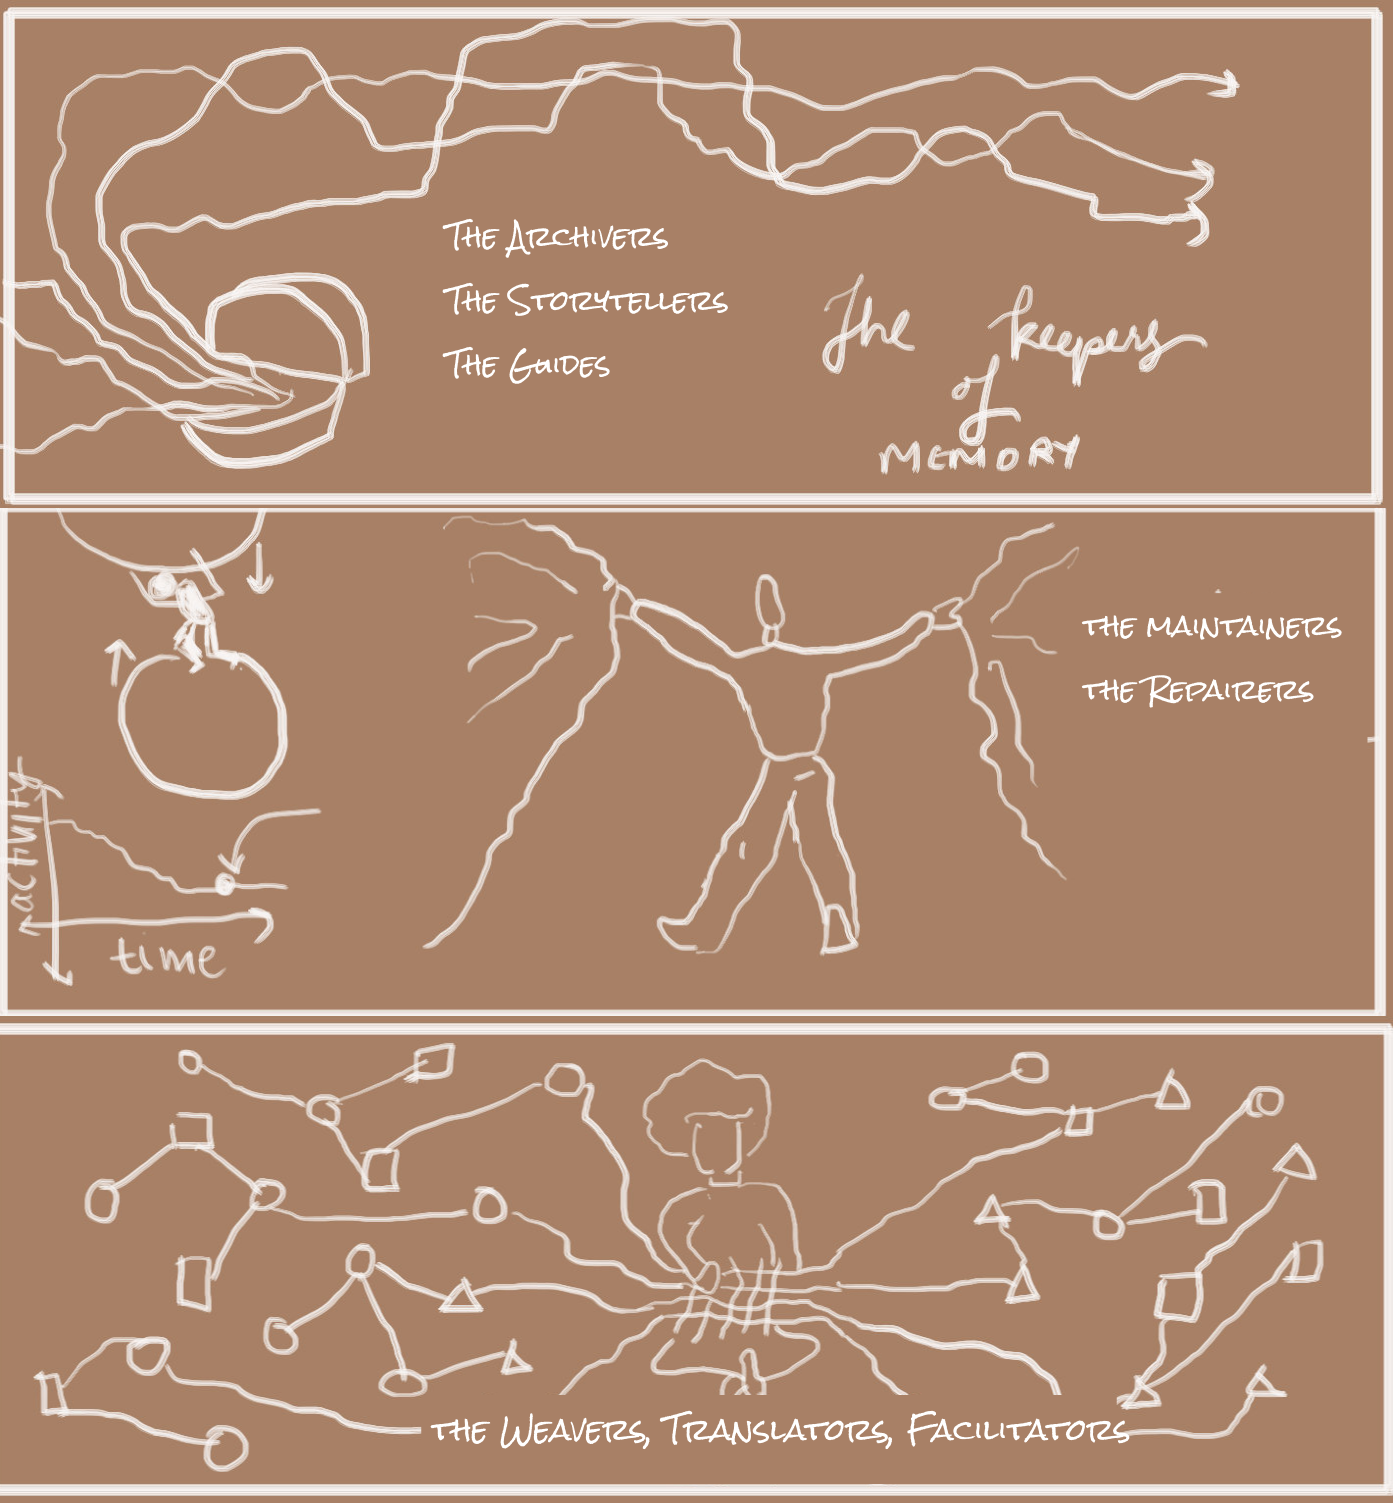 The Archivers
The Storytellers
The Guides
The keepers
of
MEMORY
the maintainers
the Repairers
activity
time
the Weavers, Translators, Facilitators